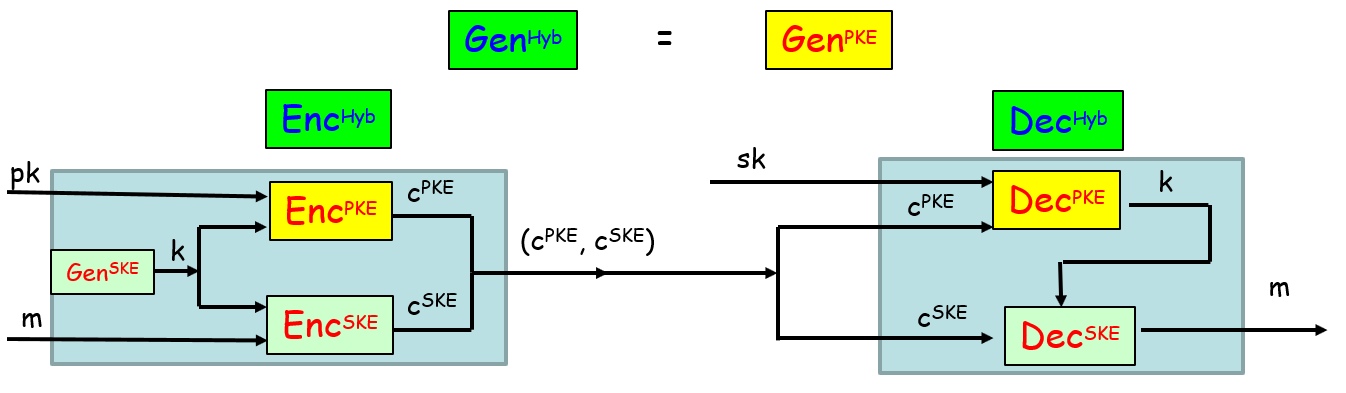 Gen^Hyb = Gen^PKE
Enc^Hyb
Dec^Hyb
pk
Enc^PKE
c^PKE
Gen^SKE
k
m
Enc^SKE
c^SKE
(c^PKE, c^SKE)
sk
c^PKE
Dec^PKE
k
c^SKE
Dec^SKE
m